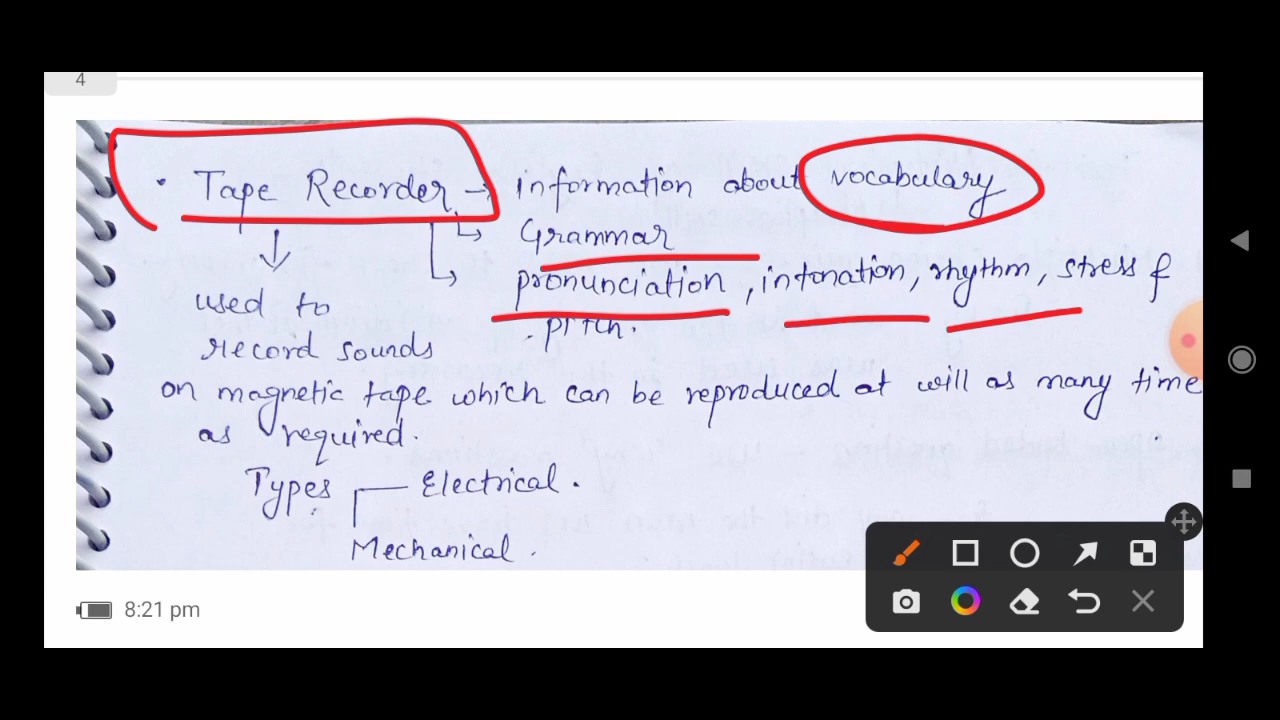 4
· Tape Recorder → Information about vocabulary
Grammar
pronunciation, intonation, rhythm, stress &
pitch.
used to
record sounds
on magnetic tape which can be reproduced at will as many time
as required.
Types — Electrical.
Mechanical.
8:21 pm